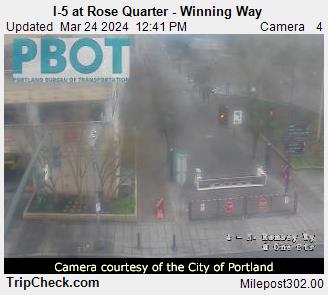 I-5 at Rose Quarter - Winning Way
Updated Mar 24 2024 12:41 PM Camera 4
PBOT
PORTLAND BUREAU OF TRANSPORTATION
Camera courtesy of the City of Portland
TripCheck.com Milepost302.00